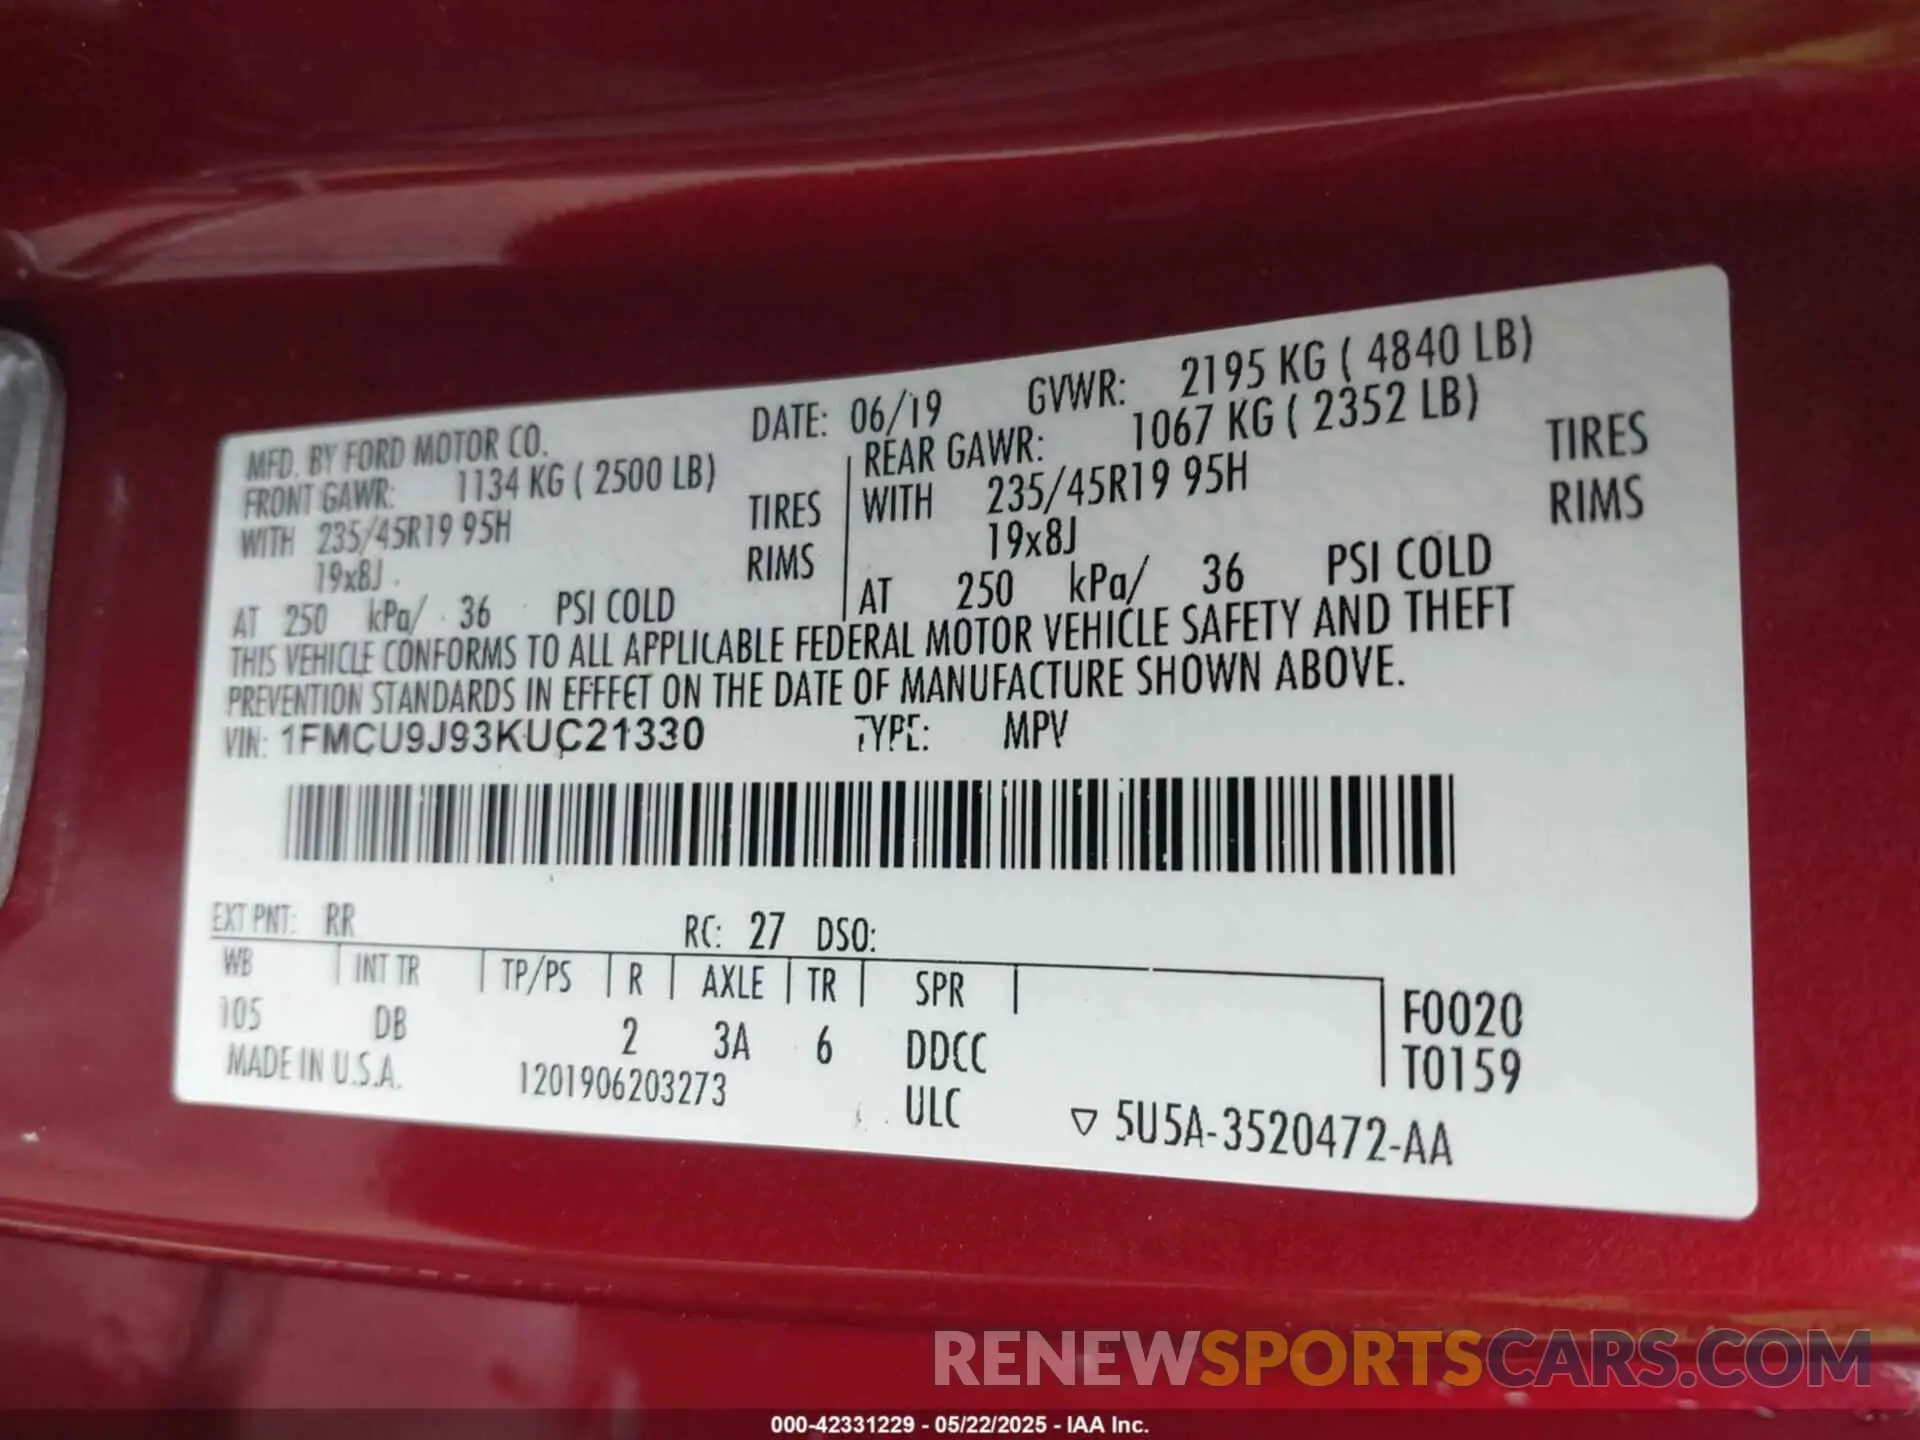 MFD. BY FORD MOTOR CO. DATE: 06/19 GVWR: 2195 KG ( 4840 LB)
FRONT GAWR: 1134 KG ( 2500 LB) REAR GAWR: 1067 KG ( 2352 LB)
WITH 235/45R19 95H TIRES WITH 235/45R19 95H TIRES
19x8J RIMS 19x8J RIMS
AT 250 kPa/ 36 PSI COLD AT 250 kPa/ 36 PSI COLD
THIS VEHICLE CONFORMS TO ALL APPLICABLE FEDERAL MOTOR VEHICLE SAFETY AND THEFT
PREVENTION STANDARDS IN EFFECT ON THE DATE OF MANUFACTURE SHOWN ABOVE.
VIN: 1FMCU9J93KUC21330 TYPE: MPV
EXT PNT: RR RC: 27 DSO:
WB INT TR TP/PS R AXLE TR SPR
105 DB 2 3A 6 DDCC F0020
T0159
MADE IN U.S.A. 1201906203273 ULC
▽ 5U5A-3520472-AA
RENEWSPORTSCARS.COM
000-42331229 - 05/22/2025 - IAA Inc.